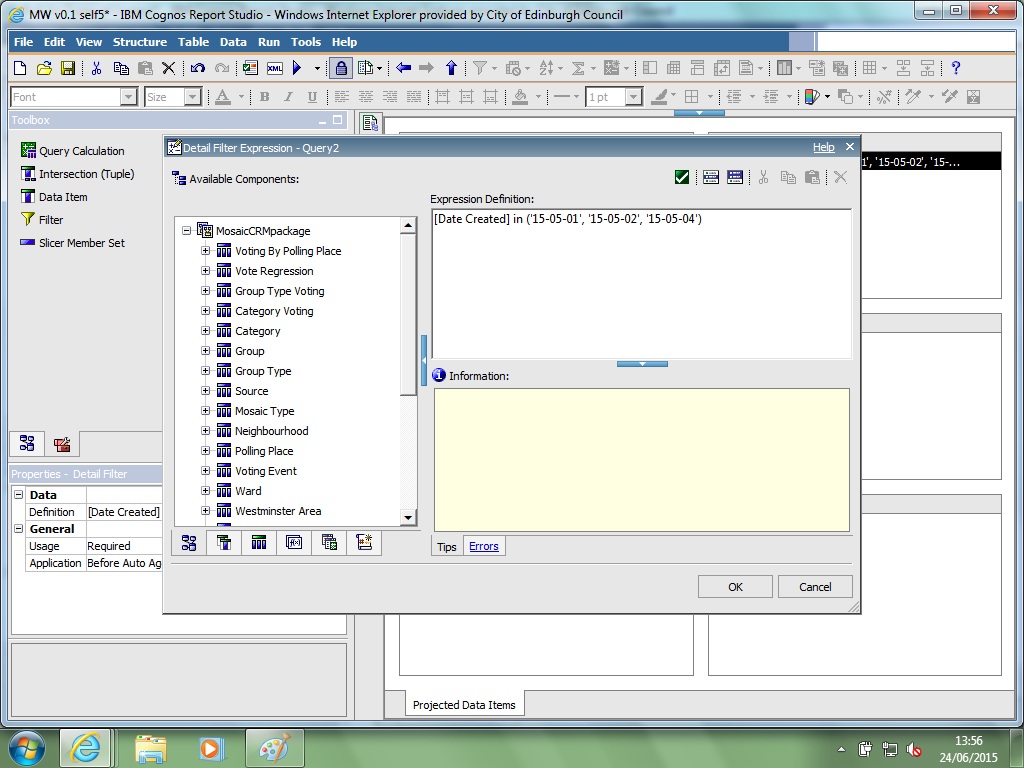 MW v0.1 self5* - IBM Cognos Report Studio - Windows Internet Explorer provided by City of Edinburgh Council
File Edit View Structure Table Data Run Tools Help
XML
Font Size A B I U 1 pt
Toolbox
Query Calculation
Intersection (Tuple)
Data Item
Filter
Slicer Member Set
Detail Filter Expression - Query2 Help
Available Components:
MosaicCRMpackage
Voting By Polling Place
Vote Regression
Group Type Voting
Category Voting
Category
Group
Group Type
Source
Mosaic Type
Neighbourhood
Polling Place
Voting Event
Ward
Westminster Area
Expression Definition:
[Date Created] in ('15-05-01', '15-05-02', '15-05-04')
Information:
Tips Errors
OK Cancel
1', '15-05-02', '15-...
Properties - Detail Filter
Data
Definition [Date Created]
General
Usage Required
Application Before Auto Ag
Projected Data Items
13:56
24/06/2015